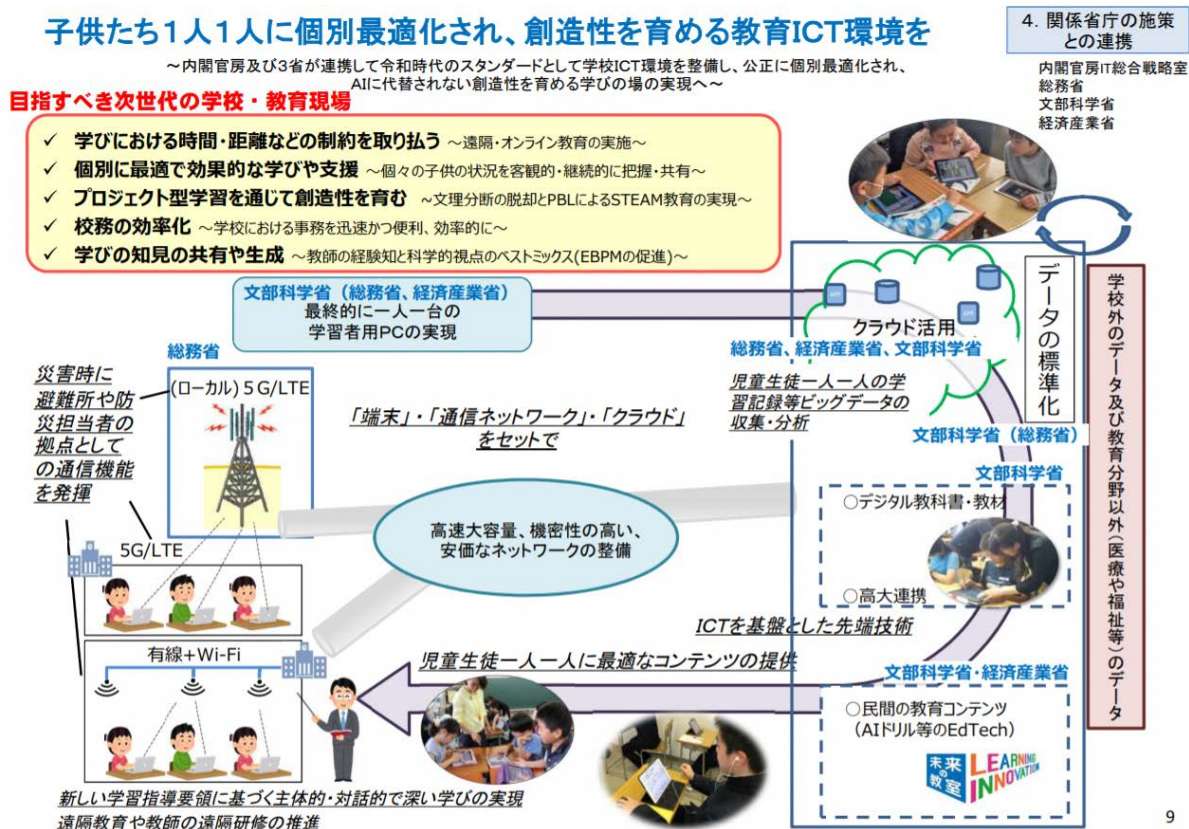 子供たち１人１人に個別最適化され、創造性を育める教育ICT環境を
4．関係省庁の施策
との連携
～内閣官房及び3省が連携して令和時代のスタンダードとして学校ICT環境を整備し、公正に個別最適化され、
AIに代替されない創造性を育める学びの場の実現へ～
内閣官房IT総合戦略室
総務省
文部科学省
経済産業省
目指すべき次世代の学校・教育現場
✓ 学びにおける時間・距離などの制約を取り払う ～遠隔・オンライン教育の実施～
✓ 個別に最適で効果的な学びや支援 ～個々の子供の状況を客観的・継続的に把握・共有～
✓ プロジェクト型学習を通じて創造性を育む ～文理分断の脱却とPBLによるSTEAM教育の実現～
✓ 校務の効率化 ～学校における事務を迅速かつ便利、効率的に～
✓ 学びの知見の共有や生成 ～教師の経験知と科学的視点のベストミックス(EBPMの促進)～
文部科学省（総務省、経済産業省）
最終的に一人一台の
学習者用PCの実現
クラウド活用
総務省、経済産業省、文部科学省
児童生徒一人一人の学
習記録等ビッグデータの
収集・分析
データの標準化
文部科学省（総務省）
学校外のデータ及び教育分野以外（医療や福祉等）のデータ
総務省
(ローカル)５G/LTE
災害時に
避難所や防
災担当者の
拠点として
の通信機能
を発揮
「端末」・「通信ネットワーク」・「クラウド」
をセットで
高速大容量、機密性の高い、
安価なネットワークの整備
文部科学省
○デジタル教科書・教材
○高大連携
5G/LTE
ICTを基盤とした先端技術
有線+Wi-Fi
児童生徒一人一人に最適なコンテンツの提供
文部科学省・経済産業省
○民間の教育コンテンツ
(AIドリル等のEdTech)
未来の教室
LEARNING
INNOVATION
新しい学習指導要領に基づく主体的・対話的で深い学びの実現
遠隔教育や教師の遠隔研修の推進
9